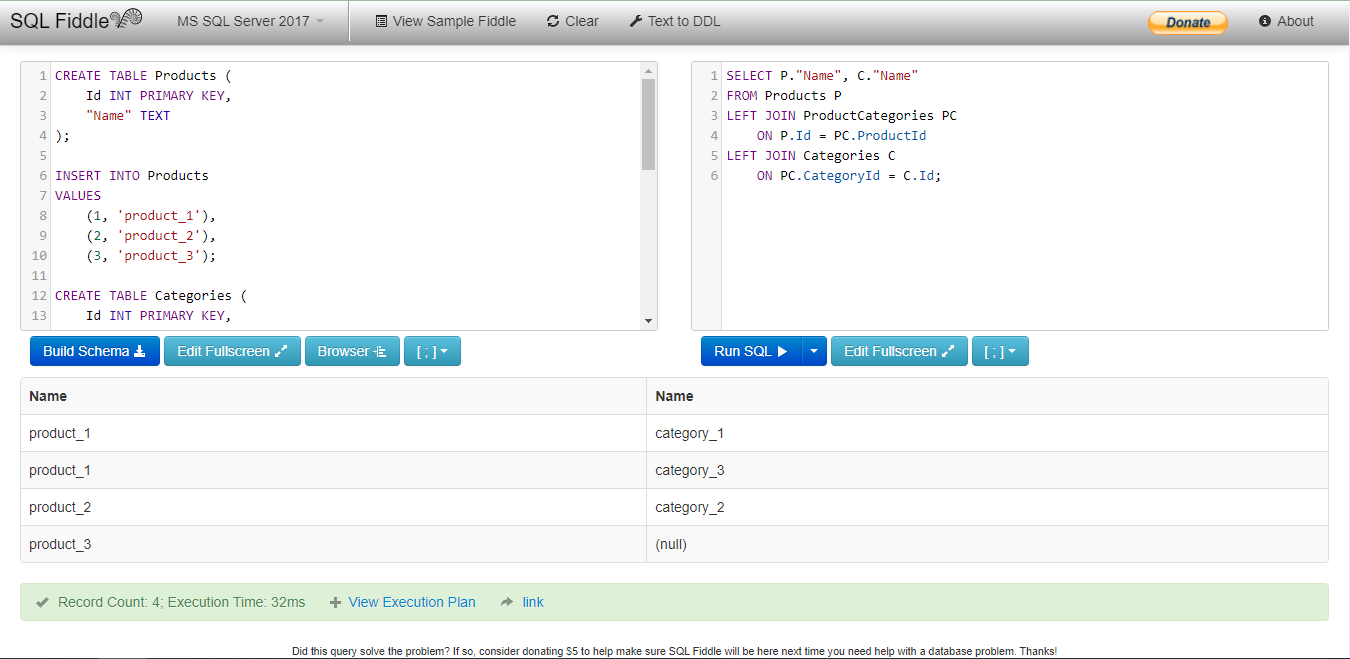 SQL Fiddle MS SQL Server 2017 View Sample Fiddle Clear Text to DDL Donate About
1 CREATE TABLE Products (
2 Id INT PRIMARY KEY,
3 "Name" TEXT
4 );
5
6 INSERT INTO Products
7 VALUES
8 (1, 'product_1'),
9 (2, 'product_2'),
10 (3, 'product_3');
11
12 CREATE TABLE Categories (
13 Id INT PRIMARY KEY,
1 SELECT P."Name", C."Name"
2 FROM Products P
3 LEFT JOIN ProductCategories PC
4 ON P.Id = PC.ProductId
5 LEFT JOIN Categories C
6 ON PC.CategoryId = C.Id;
Build Schema Edit Fullscreen Browser [ ; ]
Run SQL Edit Fullscreen [ ; ]
Name Name
product_1 category_1
product_1 category_3
product_2 category_2
product_3 (null)
Record Count: 4; Execution Time: 32ms View Execution Plan link
Did this query solve the problem? If so, consider donating $5 to help make sure SQL Fiddle will be here next time you need help with a database problem. Thanks!